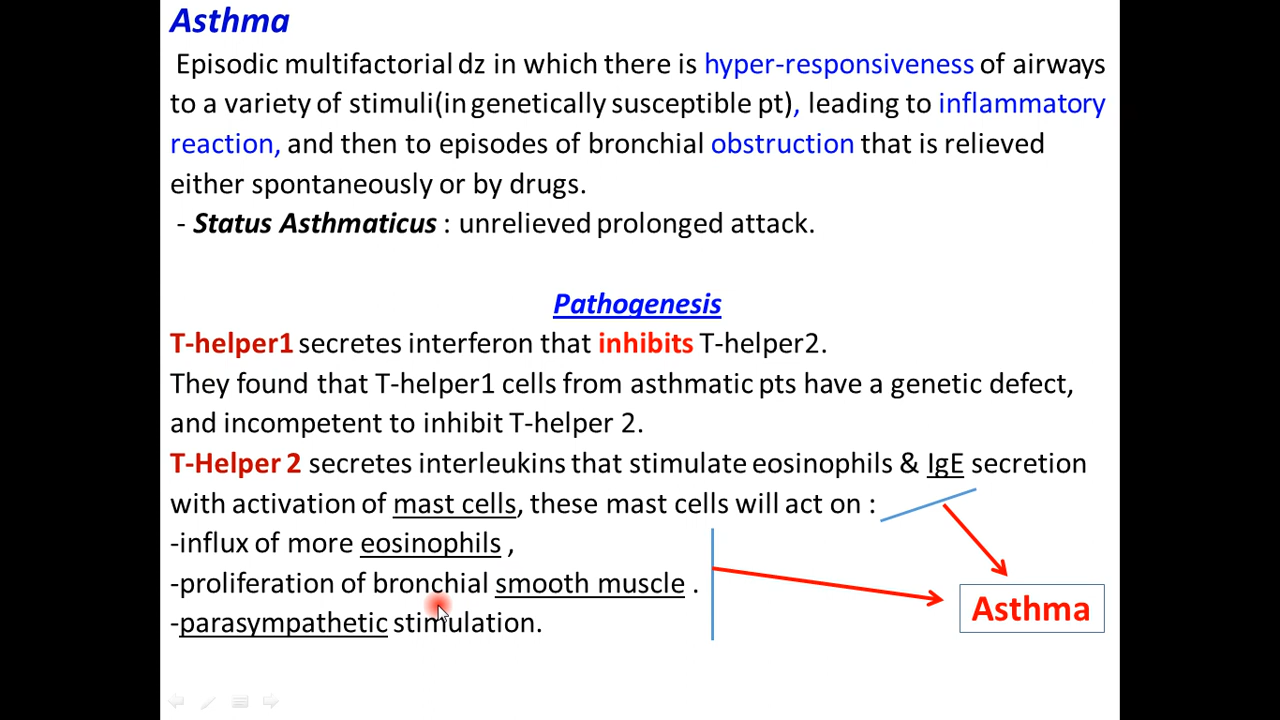 Asthma
Episodic multifactorial dz in which there is hyper-responsiveness of airways
to a variety of stimuli(in genetically susceptible pt), leading to inflammatory
reaction, and then to episodes of bronchial obstruction that is relieved
either spontaneously or by drugs.
- Status Asthmaticus : unrelieved prolonged attack.
Pathogenesis
T-helper1 secretes interferon that inhibits T-helper2.
They found that T-helper1 cells from asthmatic pts have a genetic defect,
and incompetent to inhibit T-helper 2.
T-Helper 2 secretes interleukins that stimulate eosinophils & IgE secretion
with activation of mast cells, these mast cells will act on :
-influx of more eosinophils ,
-proliferation of bronchial smooth muscle .
-parasympathetic stimulation.
Asthma